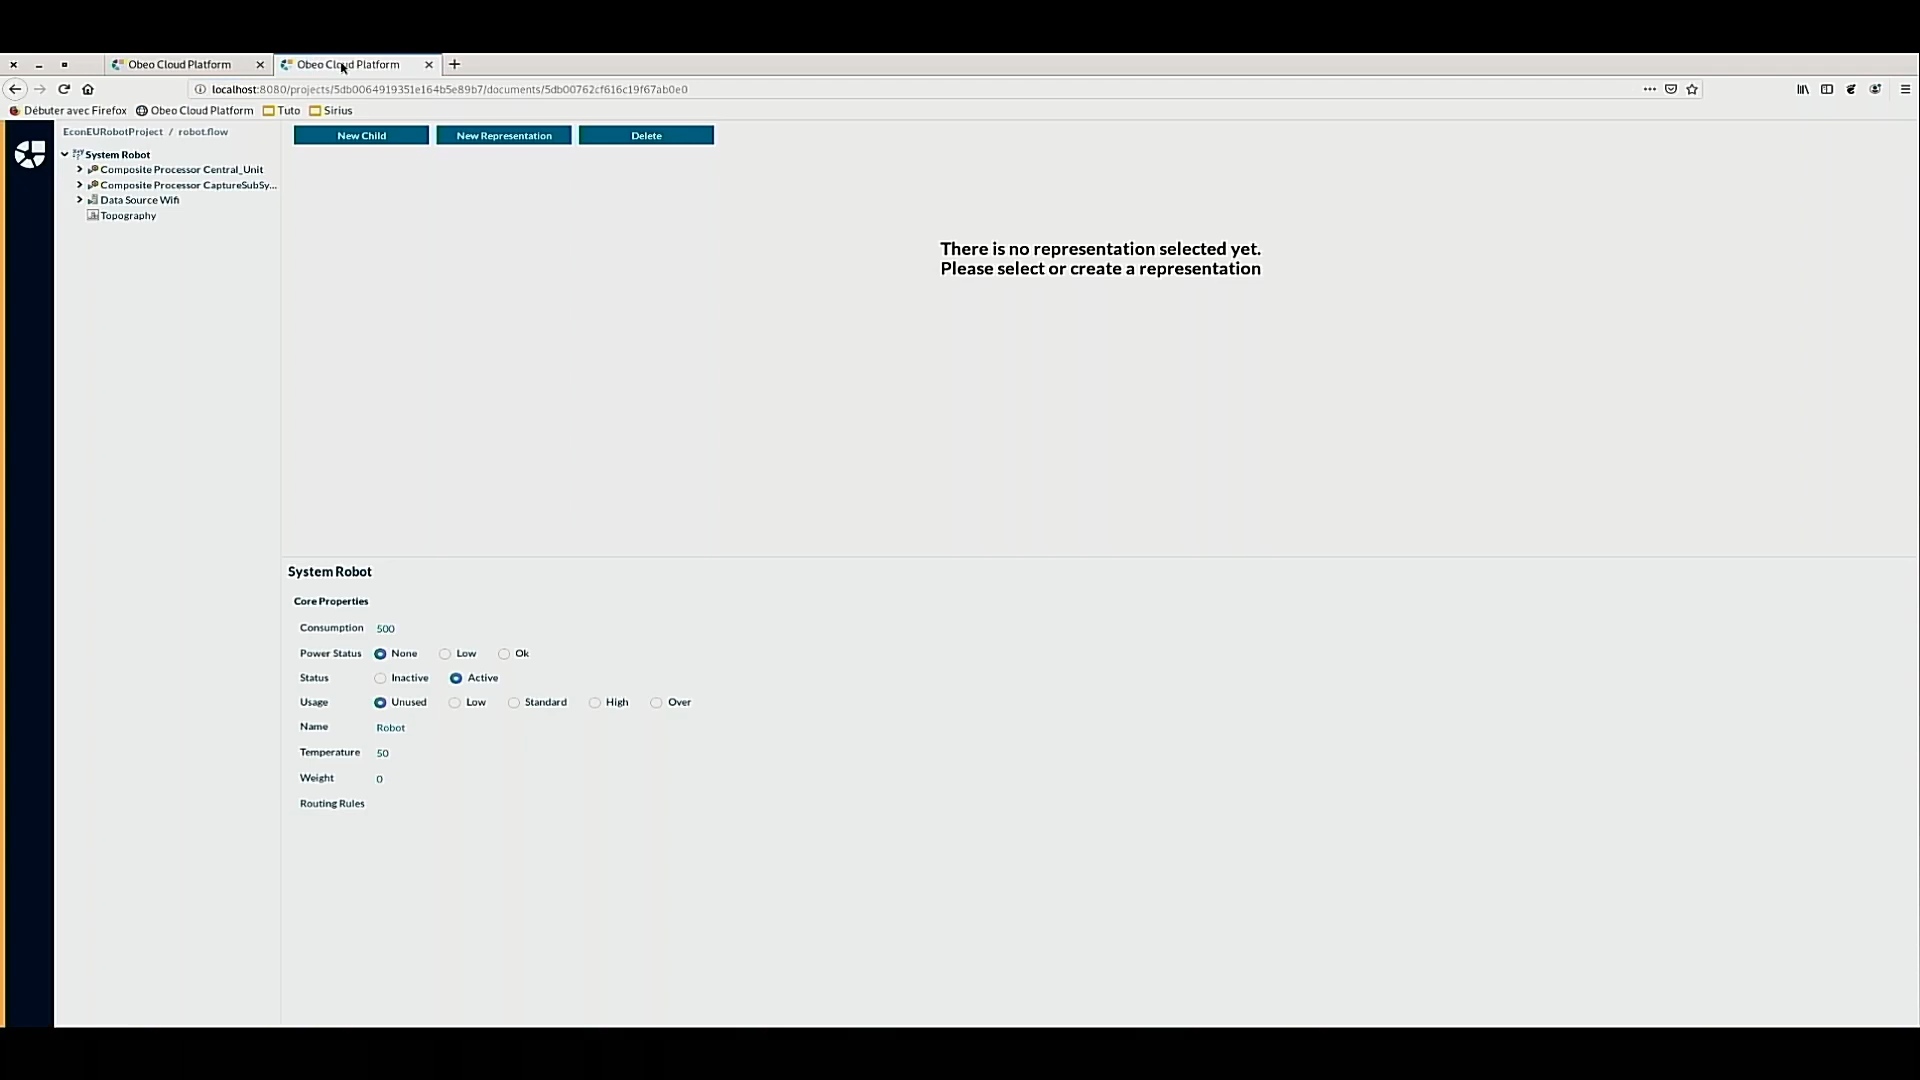 Obeo Cloud Platform
Obeo Cloud Platform
localhost:8080/projects/5db0064919351e164b5e89b7/documents/5db00762cf616c19f67ab0e0
Débuter avec Firefox Obeo Cloud Platform Tuto Sirius
EconEURobotProject / robot.flow
System Robot
Composite Processor Central_Unit
Composite Processor CaptureSubSy...
Data Source Wifi
Topography
New Child New Representation Delete
There is no representation selected yet.
Please select or create a representation
System Robot
Core Properties
Consumption 500
Power Status None Low Ok
Status Inactive Active
Usage Unused Low Standard High Over
Name Robot
Temperature 50
Weight 0
Routing Rules